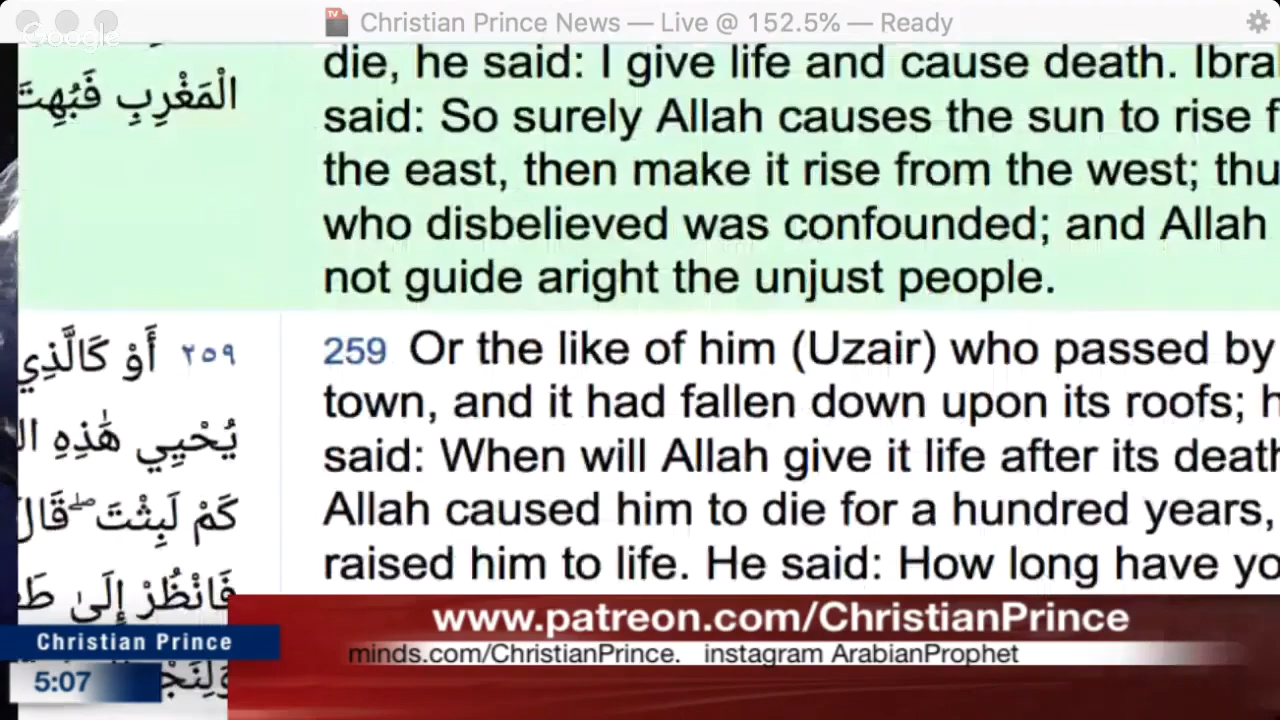 Christian Prince News — Live @ 152.5% — Ready
Google
die, he said: I give life and cause death. Ibra
الْمَغْرِبِ فَبُهِتَ
said: So surely Allah causes the sun to rise f
the east, then make it rise from the west; thu
who disbelieved was confounded; and Allah
not guide aright the unjust people.
٢٥٩ أَوْ كَالَّذِي
259 Or the like of him (Uzair) who passed by
town, and it had fallen down upon its roofs; h
يُحْيِي هَٰذِهِ ال
said: When will Allah give it life after its death
كَمْ لَبِثْتَ ۖ قَالَ
Allah caused him to die for a hundred years,
raised him to life. He said: How long have yo
فَانْظُرْ إِلَىٰ طَ
www.patreon.com/ChristianPrince
Christian Prince
minds.com/ChristianPrince. instagram ArabianProphet
5:07